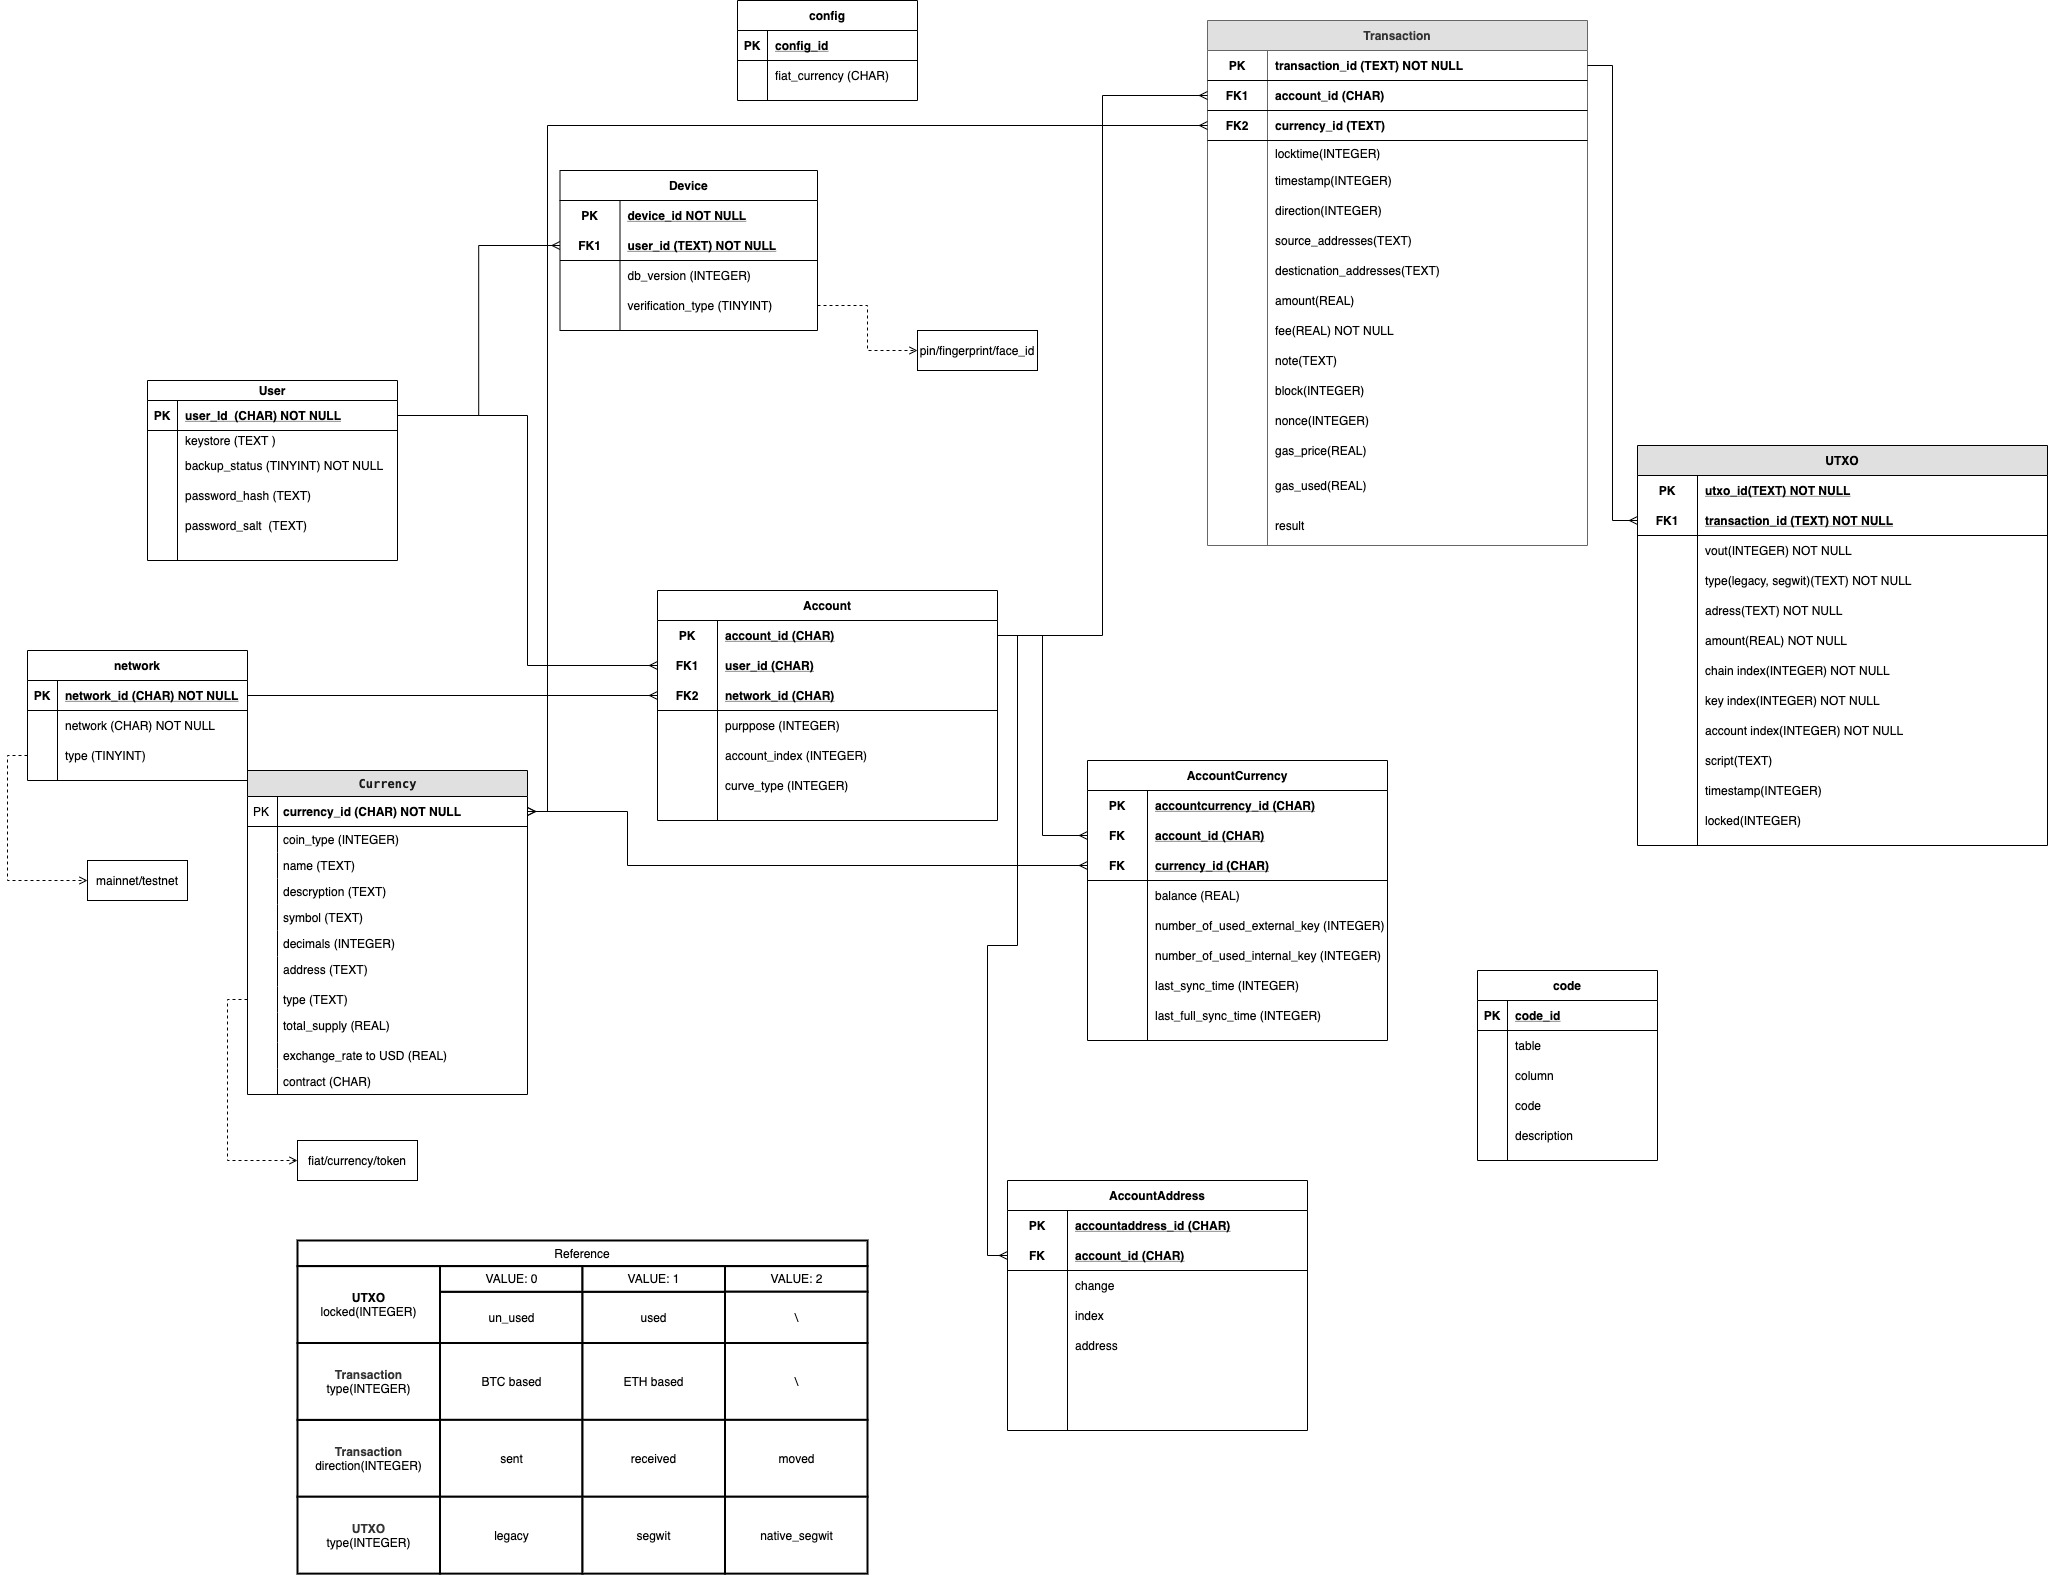 config
PK config_id
fiat_currency (CHAR)
Transaction
PK transaction_id (TEXT) NOT NULL
FK1 account_id (CHAR)
FK2 currency_id (TEXT)
locktime(INTEGER)
timestamp(INTEGER)
direction(INTEGER)
source_addresses(TEXT)
desticnation_addresses(TEXT)
amount(REAL)
fee(REAL) NOT NULL
note(TEXT)
block(INTEGER)
nonce(INTEGER)
gas_price(REAL)
gas_used(REAL)
result
Device
PK device_id NOT NULL
FK1 user_id (TEXT) NOT NULL
db_version (INTEGER)
verification_type (TINYINT)
pin/fingerprint/face_id
User
PK user_id (CHAR) NOT NULL
keystore (TEXT )
backup_status (TINYINT) NOT NULL
password_hash (TEXT)
password_salt (TEXT)
UTXO
PK utxo_id(TEXT) NOT NULL
FK1 transaction_id (TEXT) NOT NULL
vout(INTEGER) NOT NULL
type(legacy, segwit)(TEXT) NOT NULL
adress(TEXT) NOT NULL
amount(REAL) NOT NULL
chain index(INTEGER) NOT NULL
key index(INTEGER) NOT NULL
account index(INTEGER) NOT NULL
script(TEXT)
timestamp(INTEGER)
locked(INTEGER)
Account
PK account_id (CHAR)
FK1 user_id (CHAR)
FK2 network_id (CHAR)
purppose (INTEGER)
account_index (INTEGER)
curve_type (INTEGER)
network
PK network_id (CHAR) NOT NULL
network (CHAR) NOT NULL
type (TINYINT)
mainnet/testnet
Currency
PK currency_id (CHAR) NOT NULL
coin_type (INTEGER)
name (TEXT)
descryption (TEXT)
symbol (TEXT)
decimals (INTEGER)
address (TEXT)
type (TEXT)
total_supply (REAL)
exchange_rate to USD (REAL)
contract (CHAR)
fiat/currency/token
AccountCurrency
PK accountcurrency_id (CHAR)
FK account_id (CHAR)
FK currency_id (CHAR)
balance (REAL)
number_of_used_external_key (INTEGER)
number_of_used_internal_key (INTEGER)
last_sync_time (INTEGER)
last_full_sync_time (INTEGER)
code
PK code_id
table
column
code
description
AccountAddress
PK accountaddress_id (CHAR)
FK account_id (CHAR)
change
index
address
Reference
VALUE: 0 VALUE: 1 VALUE: 2
UTXO
locked(INTEGER)
un_used used \
Transaction
type(INTEGER)
BTC based ETH based \
Transaction
direction(INTEGER)
sent received moved
UTXO
type(INTEGER)
legacy segwit native_segwit